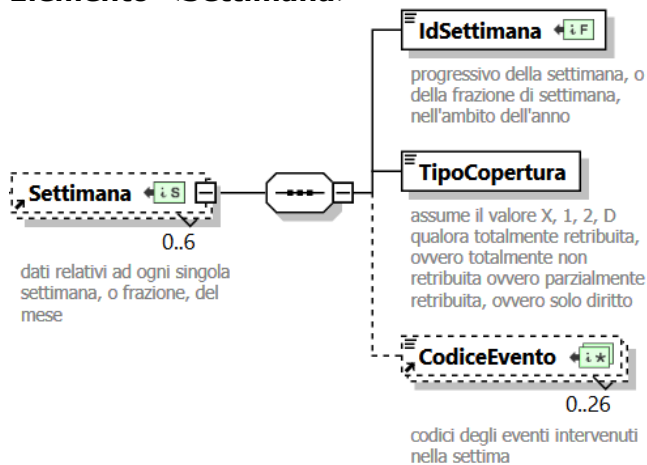 Elemento <Settimana>
IdSettimana
i F
progressivo della settimana, o
della frazione di settimana,
nell'ambito dell'anno
TipoCopertura
assume il valore X, 1, 2, D
qualora totalmente retribuita,
ovvero totalmente non
retribuita ovvero parzialmente
retribuita, ovvero solo diritto
Settimana
i S
0..6
dati relativi ad ogni singola
settimana, o frazione, del
mese
CodiceEvento
i *
0..26
codici degli eventi intervenuti
nella settima